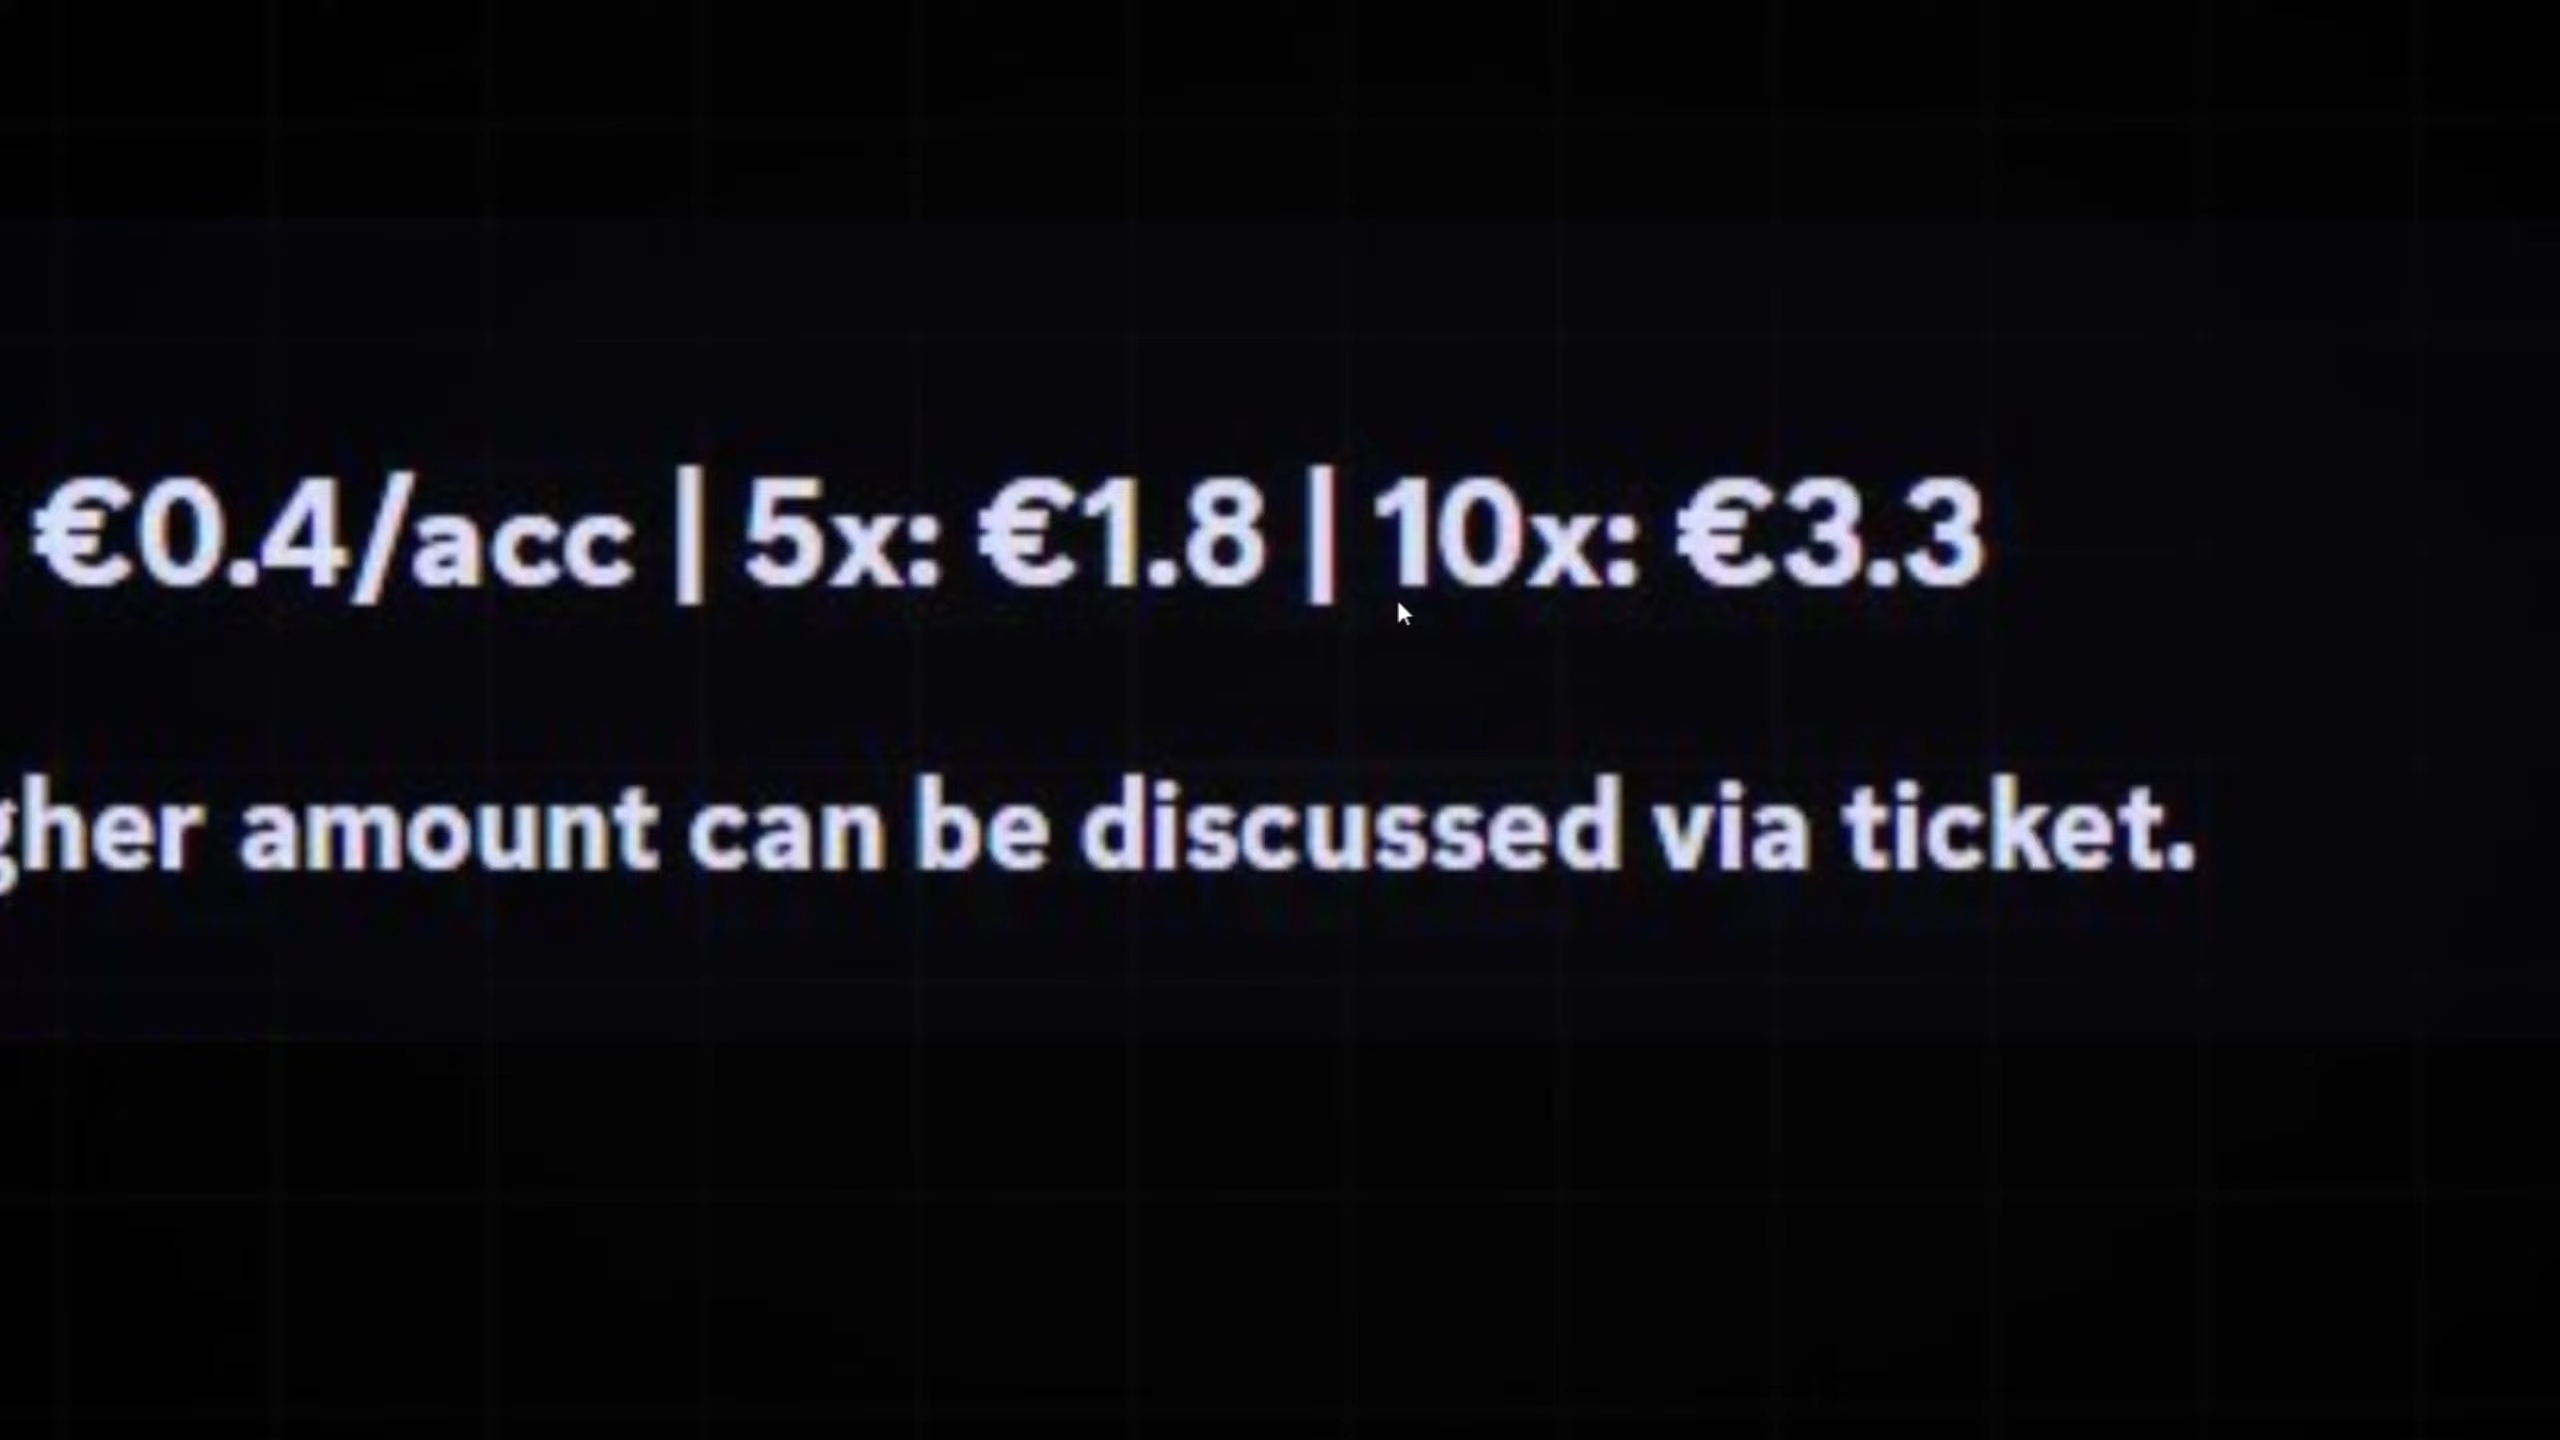 €0.4/acc | 5x: €1.8 | 10x: €3.3
gher amount can be discussed via ticket.